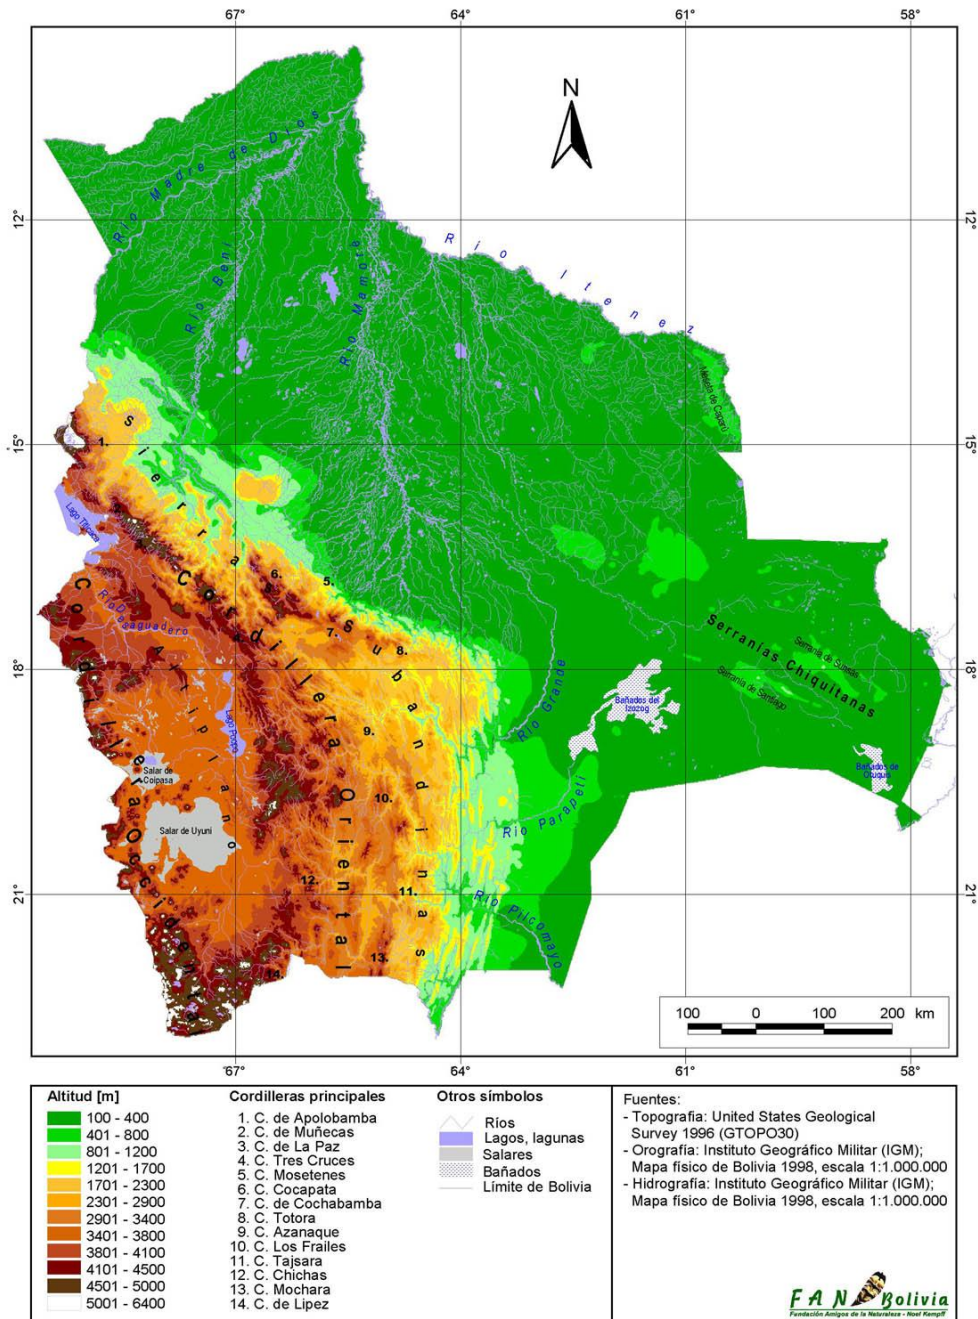 67°
64°
61°
58°
N
Río Madre de Dios
12°
12°
Río Beni
Río Mamoré
Río Itenez
Meseta de Caparú
15°
15°
1.
Sierras Subandinas
Lago Titicaca
6.
5.
Cordillera Oriental
Cordillera Occidental
Río Desaguadero
Altiplano
7.
8.
18°
18°
Serranías Chiquitanas
Serranía de Sunsás
Serranía de Santiago
Río Grande
Bañados del
Izozog
Lago Poopó
9.
Bañados de
Otuquis
Salar de
Coipasa
10.
Río Parapetí
Salar de Uyuni
12.
11.
21°
21°
Río Pilcomayo
13.
14.
100 0 100 200 km
67°
64°
61°
58°
Altitud [m]
100 - 400
401 - 800
801 - 1200
1201 - 1700
1701 - 2300
2301 - 2900
2901 - 3400
3401 - 3800
3801 - 4100
4101 - 4500
4501 - 5000
5001 - 6400
Cordilleras principales
1. C. de Apolobamba
2. C. de Muñecas
3. C. de La Paz
4. C. Tres Cruces
5. C. Mosetenes
6. C. Cocapata
7. C. de Cochabamba
8. C. Totora
9. C. Azanaque
10. C. Los Frailes
11. C. Tajsara
12. C. Chichas
13. C. Mochara
14. C. de Lipez
Otros símbolos
Ríos
Lagos, lagunas
Salares
Bañados
Límite de Bolivia
Fuentes:
- Topografía: United States Geological
Survey 1996 (GTOPO30)
- Orografía: Instituto Geográfico Militar (IGM);
Mapa físico de Bolivia 1998, escala 1:1.000.000
- Hidrografía: Instituto Geográfico Militar (IGM);
Mapa físico de Bolivia 1998, escala 1:1.000.000
FAN Bolivia
Fundación Amigos de la Naturaleza - Noel Kempff